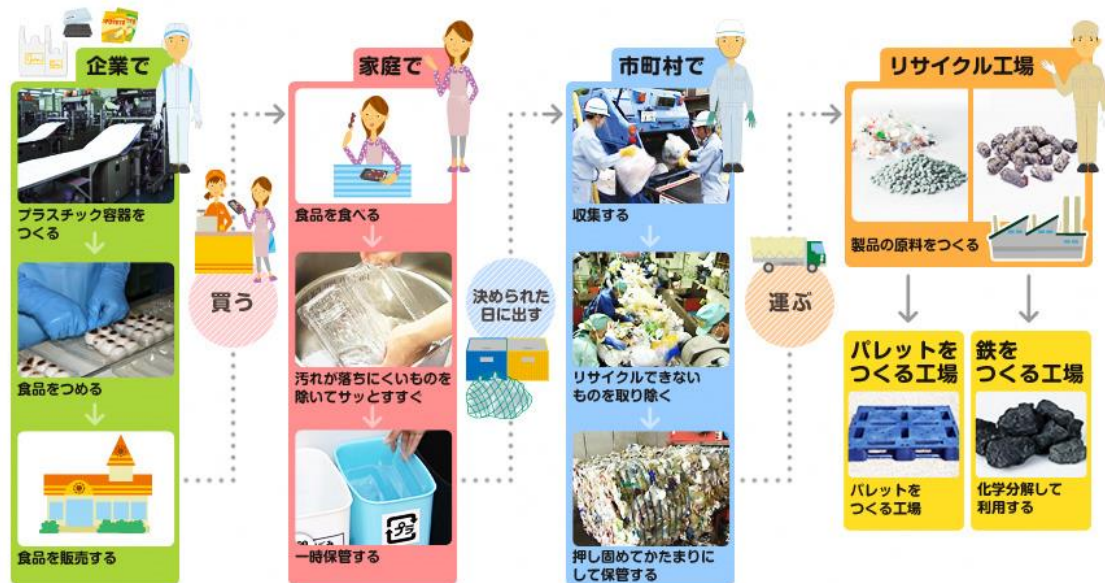 企業で
プラスチック容器を
つくる
食品をつめる
食品を販売する
買う
家庭で
食品を食べる
汚れが落ちにくいものを
除いてサッとすすぐ
プラ
一時保管する
決められた
日に出す
市町村で
収集する
リサイクルできない
ものを取り除く
押し固めてかたまりに
して保管する
運ぶ
リサイクル工場
製品の原料をつくる
パレットを
つくる工場
パレットを
つくる工場
鉄を
つくる工場
化学分解して
利用する